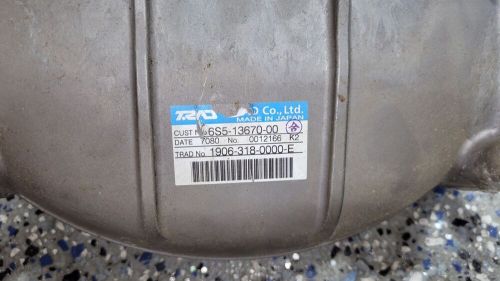 TRAD D Co., Ltd.
MADE IN JAPAN
CUST No 6S5-13670-00
DATE 7080 No. 0012166 K2
TRAD No 1906-318-0000-E